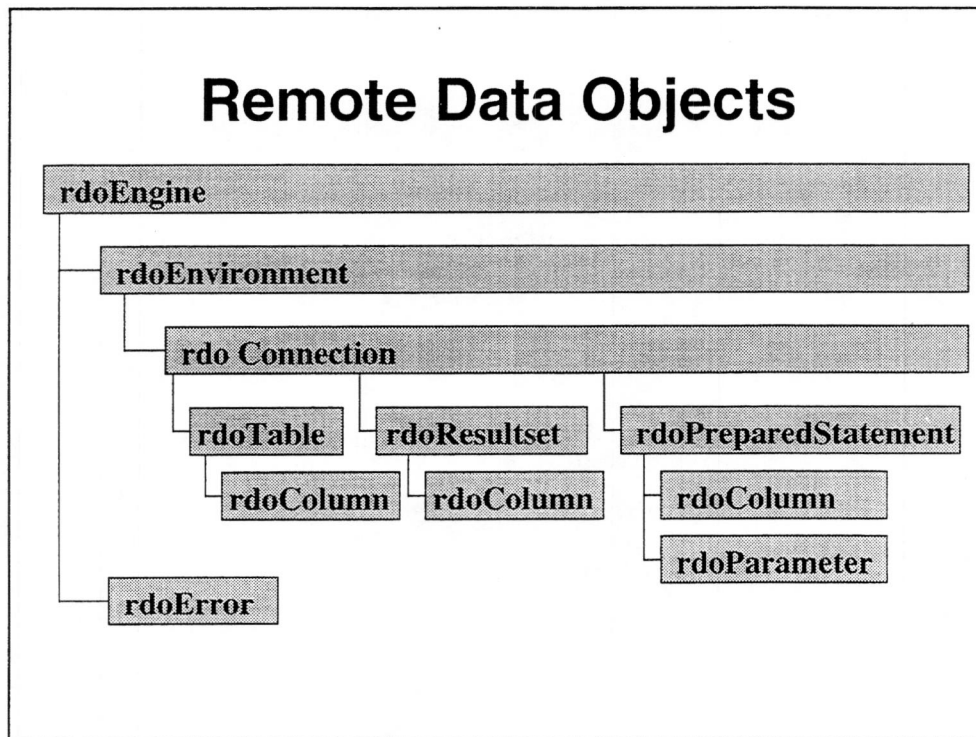 Remote Data Objects
rdoEngine
rdoEnvironment
rdo Connection
rdoTable
rdoResultset
rdoPreparedStatement
rdoColumn
rdoColumn
rdoColumn
rdoParameter
rdoError